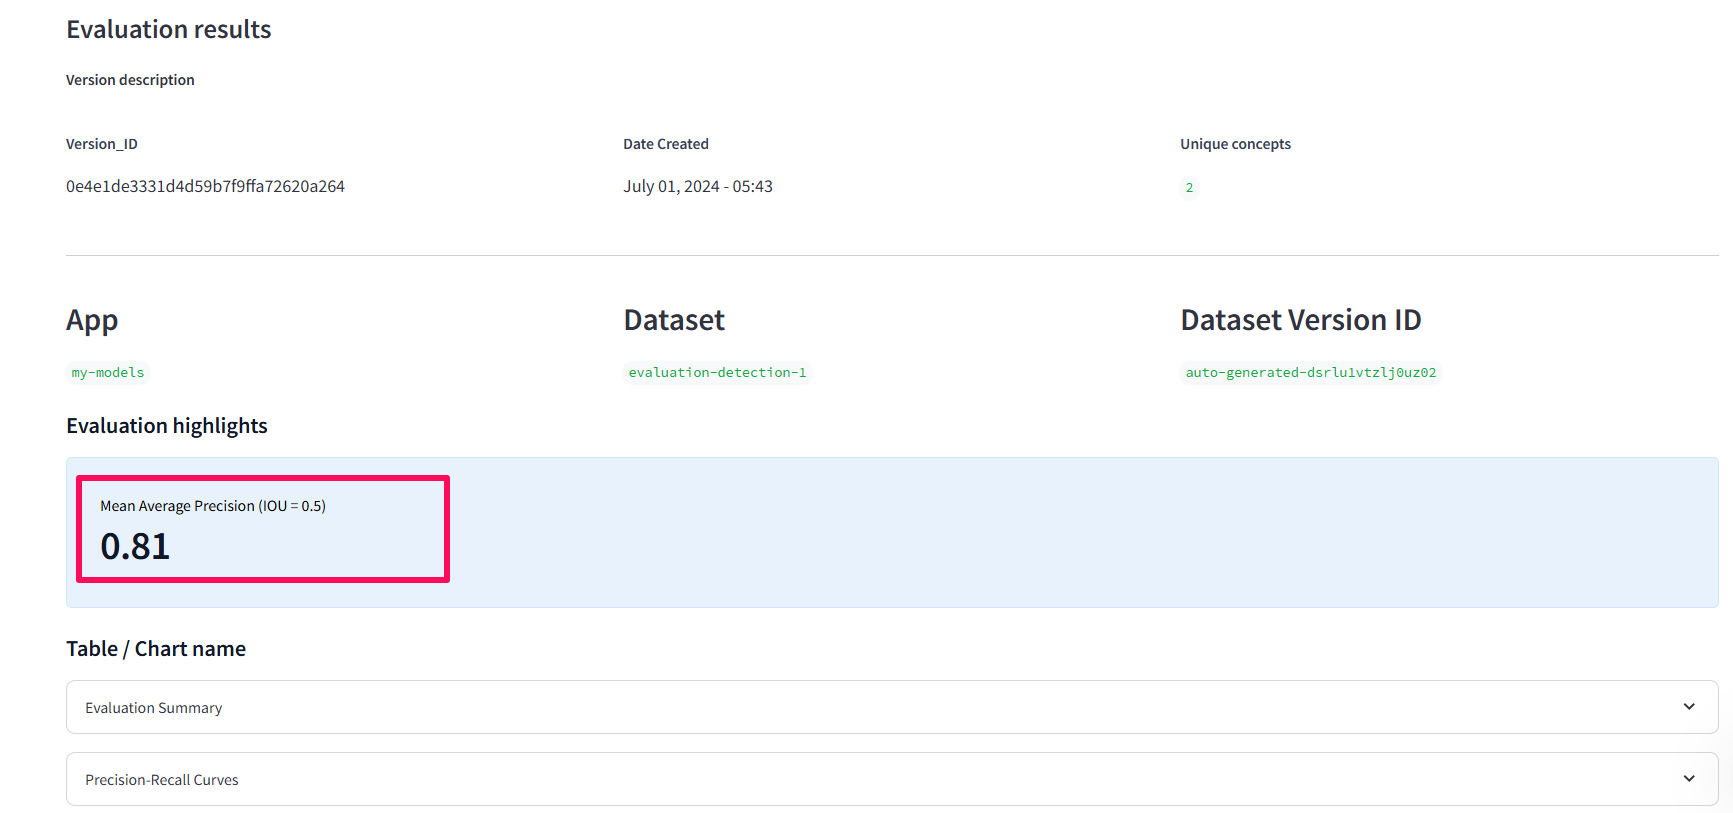 Evaluation results
Version description
Version_ID
Date Created
Unique concepts
0e4e1de3331d4d59b7f9ffa72620a264
July 01, 2024 - 05:43
2
App
Dataset
Dataset Version ID
my-models
evaluation-detection-1
auto-generated-dsrlu1vtzlj0uz02
Evaluation highlights
Mean Average Precision (IOU = 0.5)
0.81
Table / Chart name
Evaluation Summary
Precision-Recall Curves